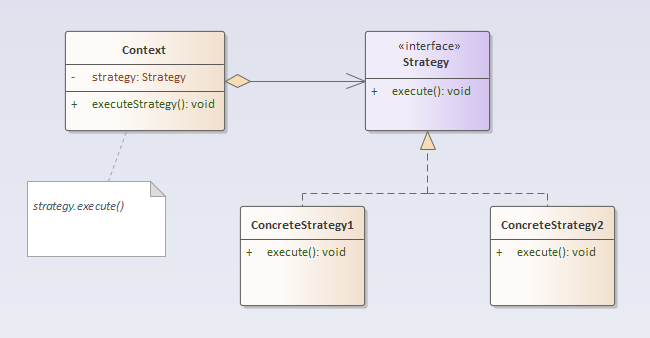 Context
- strategy: Strategy
+ executeStrategy(): void
«interface»
Strategy
+ execute(): void
strategy.execute()
ConcreteStrategy1
+ execute(): void
ConcreteStrategy2
+ execute(): void